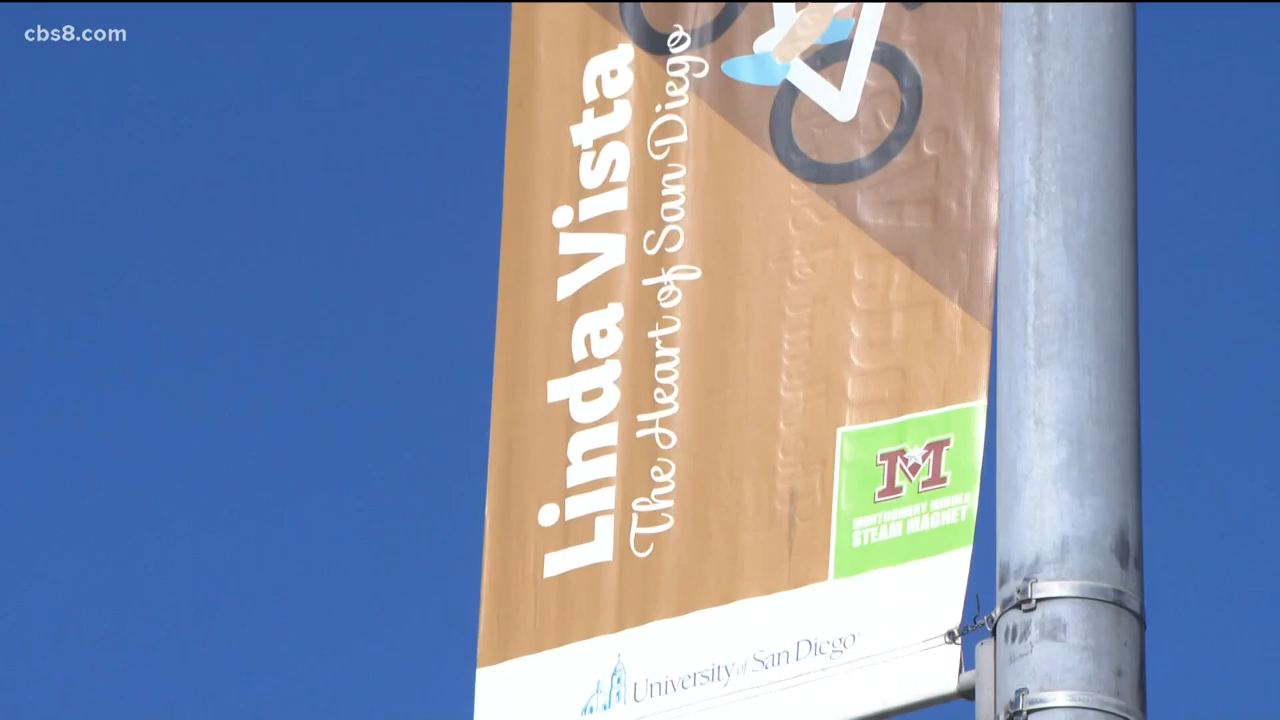 cbs8.com
Linda Vista
The Heart of San Diego
M
MONTGOMERY MIDDLE
STEAM MAGNET
University of San Diego